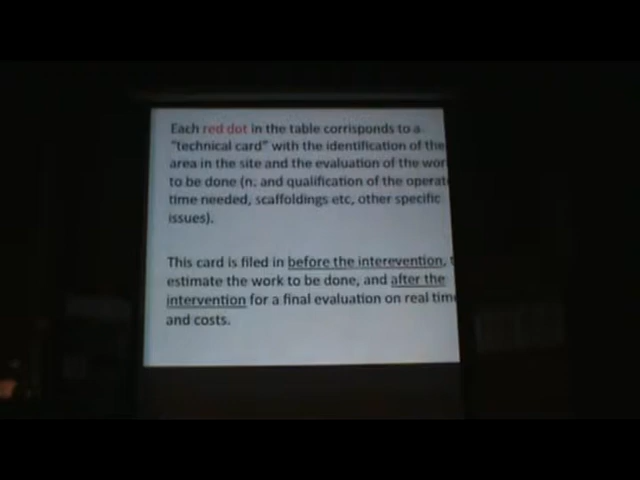 Each red dot in the table corrisponds to a
"technical card" with the identification of the
area in the site and the evaluation of the wor
to be done (n. and qualification of the operat
time needed, scaffoldings etc, other specific
issues).
This card is filed in before the interevention, t
estimate the work to be done, and after the
intervention for a final evaluation on real time
and costs.